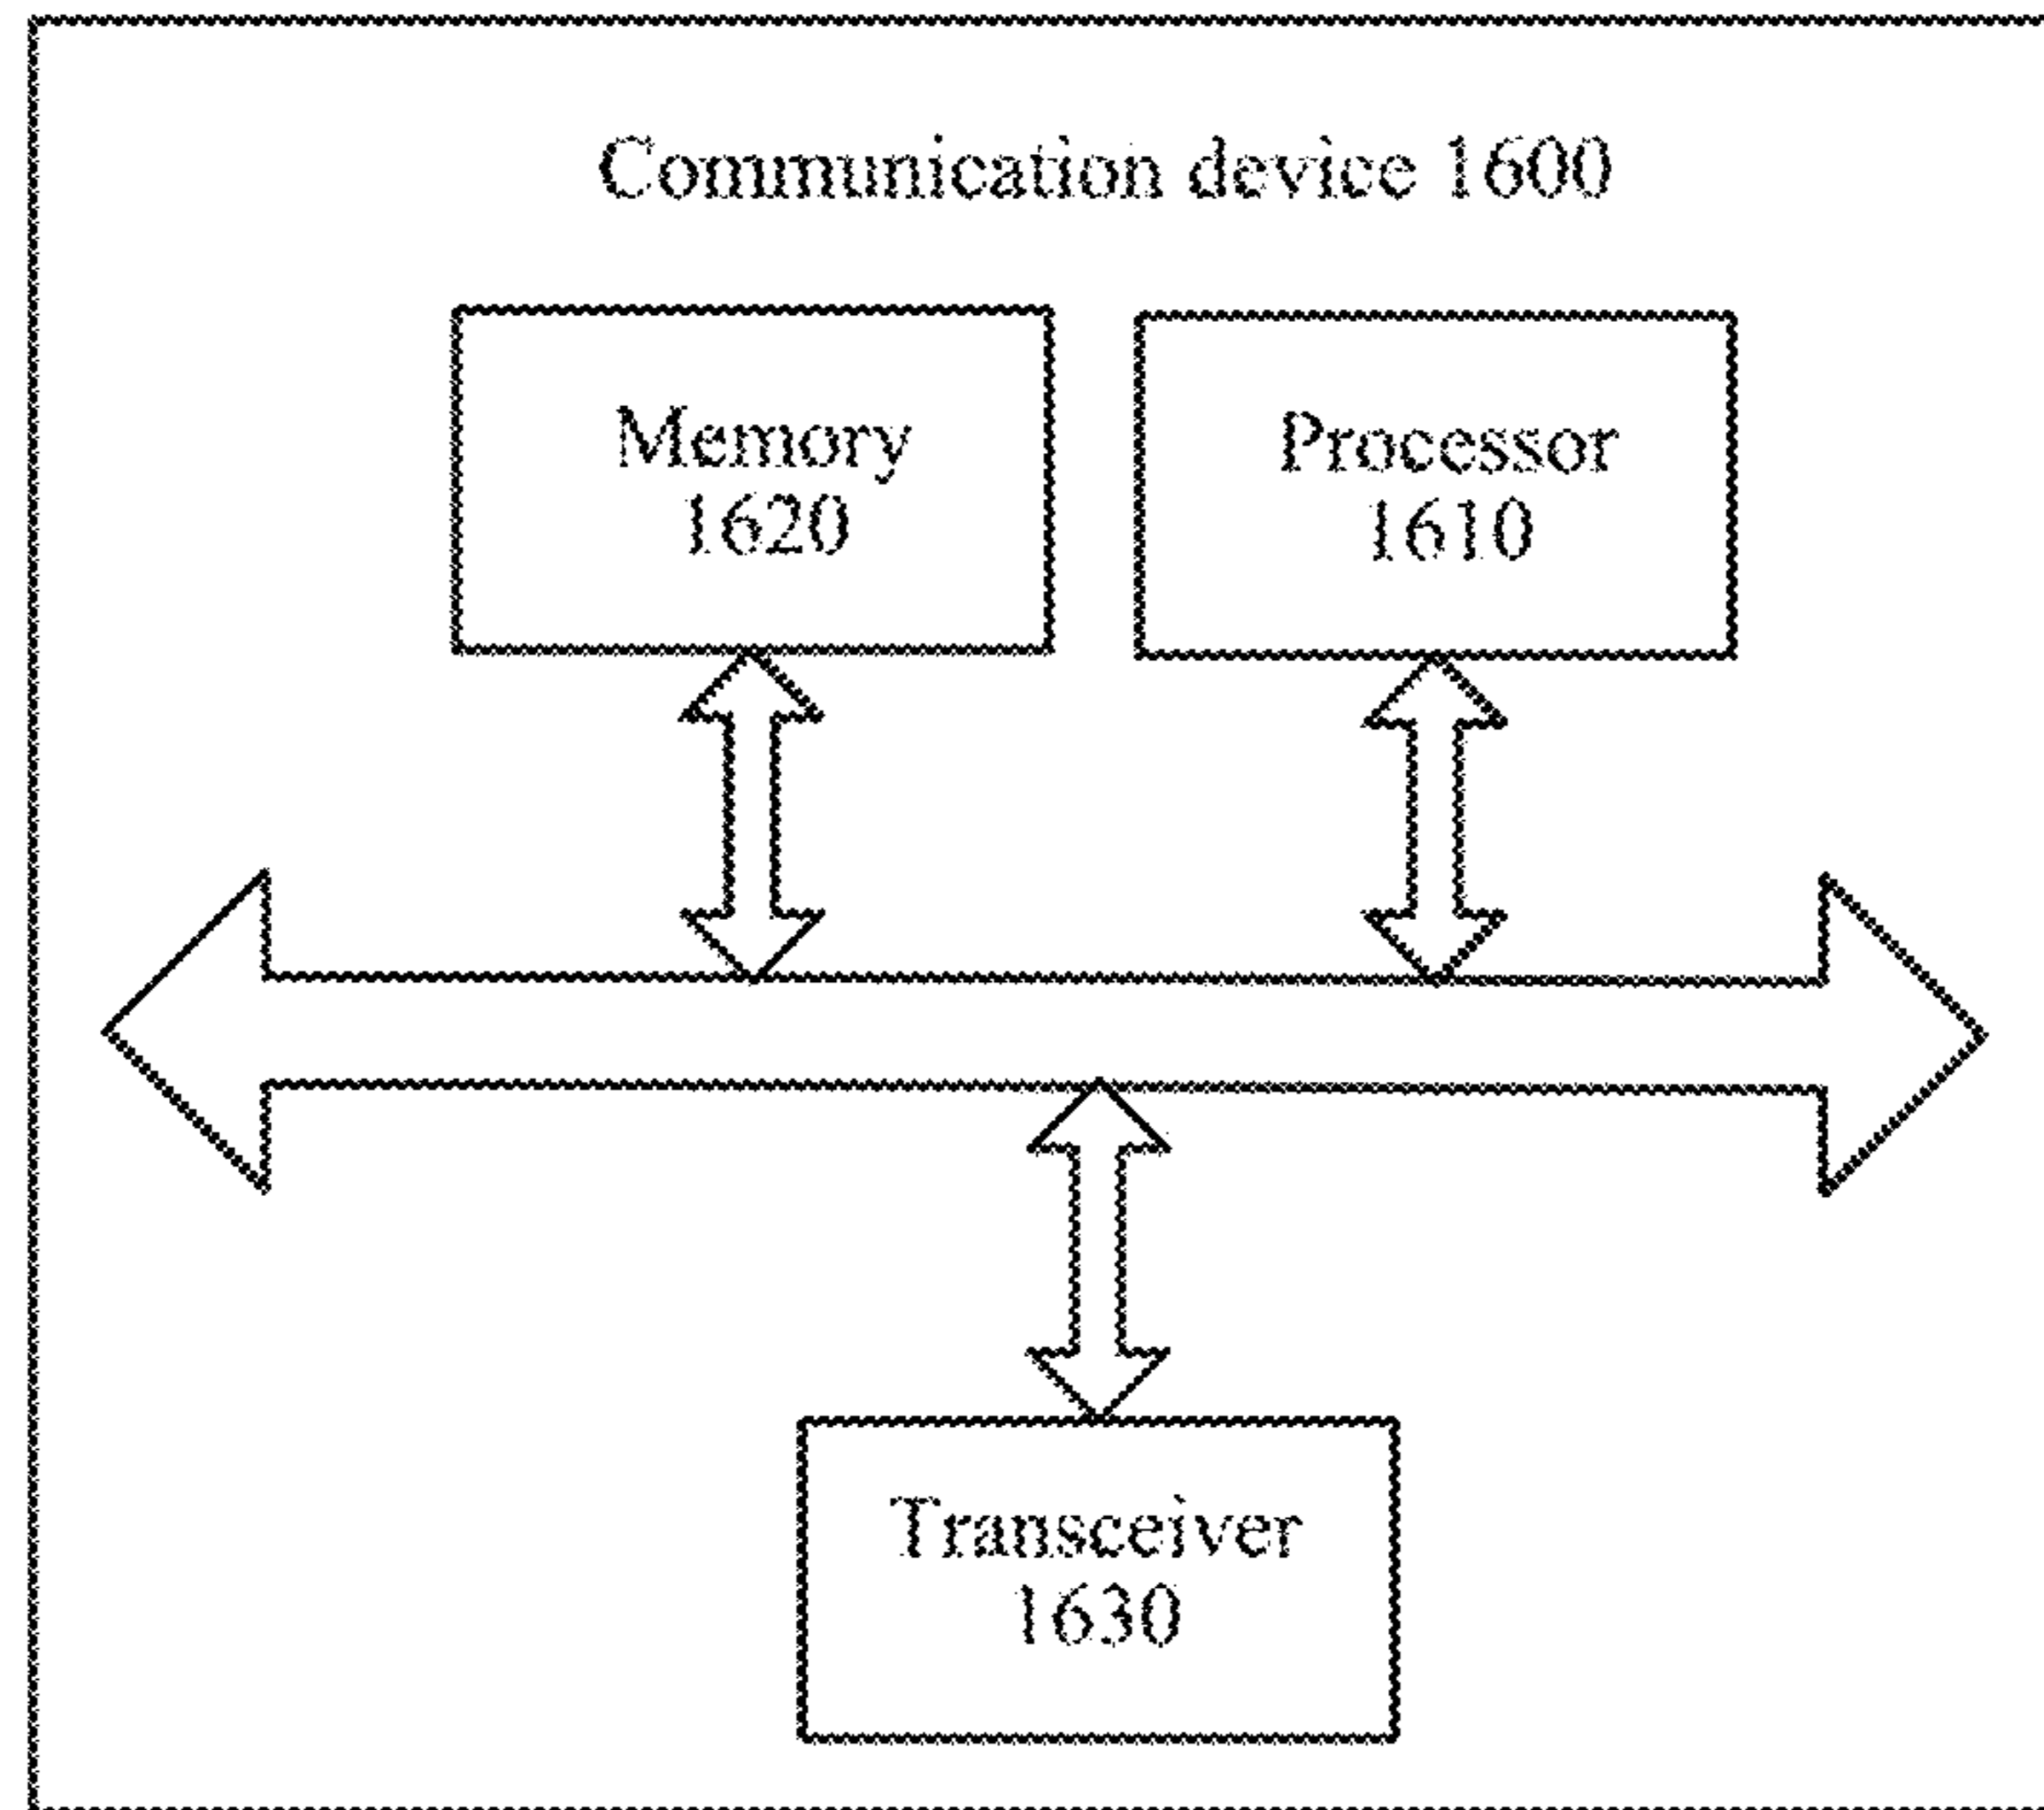 Communication device 1600
Memory
1620
Processor
1610
Transceiver
1630